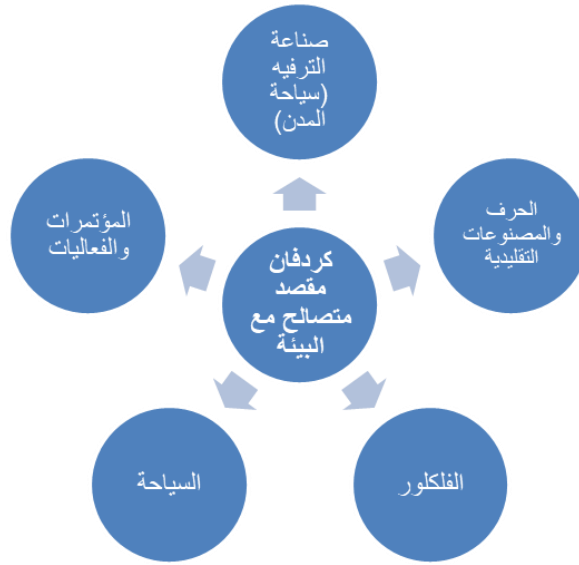 صناعة
الترفيه
(سياحة
المدن)
الحرف
والمصنوعات
التقليدية
المؤتمرات
والفعاليات
كردفان
مقصد
متصالح مع
البيئة
الفلكلور
السياحة